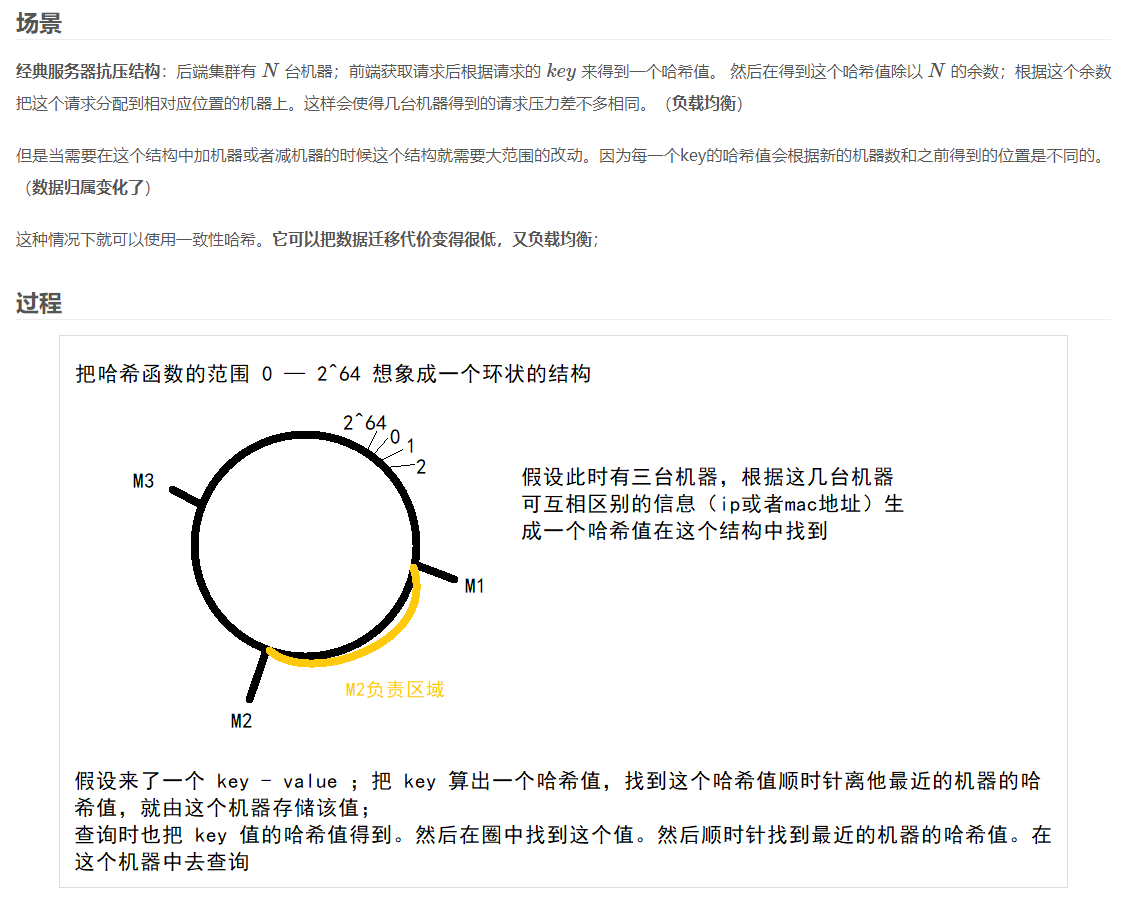 场景
经典服务器抗压结构：后端集群有 N 台机器；前端获取请求后根据请求的 key 来得到一个哈希值。 然后在得到这个哈希值除以 N 的余数；根据这个余数
把这个请求分配到相对应位置的机器上。这样会使得几台机器得到的请求压力差不多相同。（负载均衡）
但是当需要在这个结构中加机器或者减机器的时候这个结构就需要大范围的改动。因为每一个key的哈希值会根据新的机器数和之前得到的位置是不同的。
（数据归属变化了）
这种情况下就可以使用一致性哈希。它可以把数据迁移代价变得很低，又负载均衡；
过程
把哈希函数的范围 0 — 2^64 想象成一个环状的结构
2^64
0
1
2
M3
假设此时有三台机器，根据这几台机器
可互相区别的信息（ip或者mac地址）生
成一个哈希值在这个结构中找到
M1
M2负责区域
M2
假设来了一个 key - value ；把 key 算出一个哈希值，找到这个哈希值顺时针离他最近的机器的哈
希值，就由这个机器存储该值；
查询时也把 key 值的哈希值得到。然后在圈中找到这个值。然后顺时针找到最近的机器的哈希值。在
这个机器中去查询